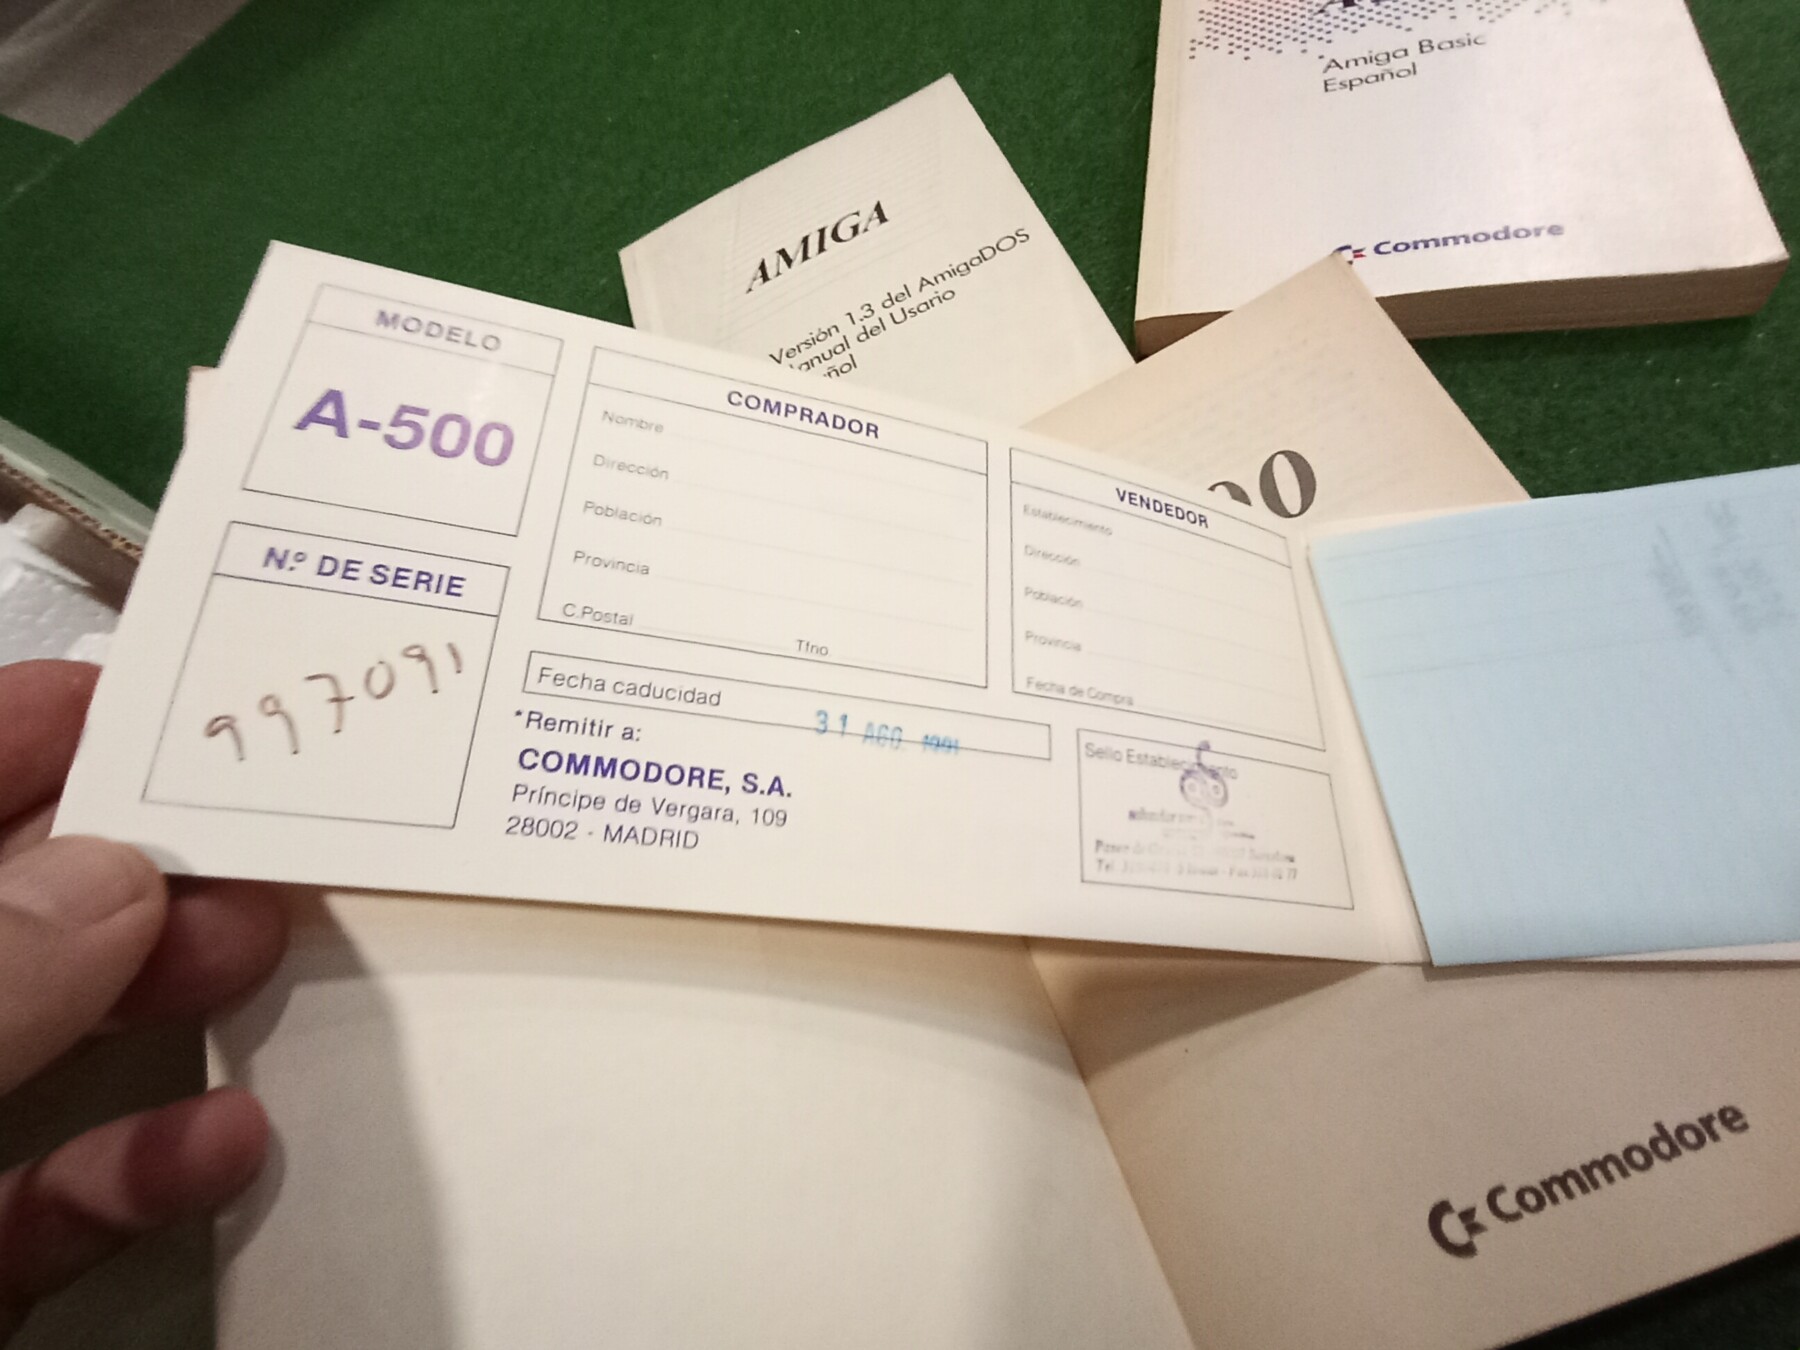 Amiga Basic
Español
Commodore
AMIGA
Versión 1.3 del AmigaDOS
Manual del Usario
MODELO
A-500
N.º DE SERIE
997091
COMPRADOR
Nombre
Dirección
Población
Provincia
C.Postal Tfno
VENDEDOR
Establecimiento
Dirección
Población
Provincia
Fecha de Compra
Fecha caducidad
31 AGO. 1991
*Remitir a:
COMMODORE, S.A.
Príncipe de Vergara, 109
28002 - MADRID
Sello Establecimiento
Commodore